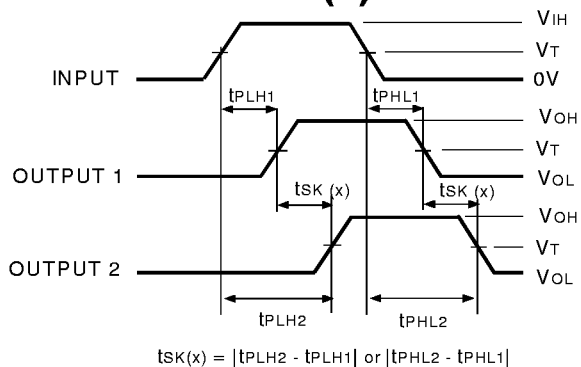 VIH
VT
INPUT
0V
tPLH1
tPHL1
VOH
VT
OUTPUT 1
VOL
tSK (x)
tSK (x)
VOH
VT
OUTPUT 2
VOL
tPLH2
tPHL2
tSK(x) = |tPLH2 - tPLH1| or |tPHL2 - tPHL1|